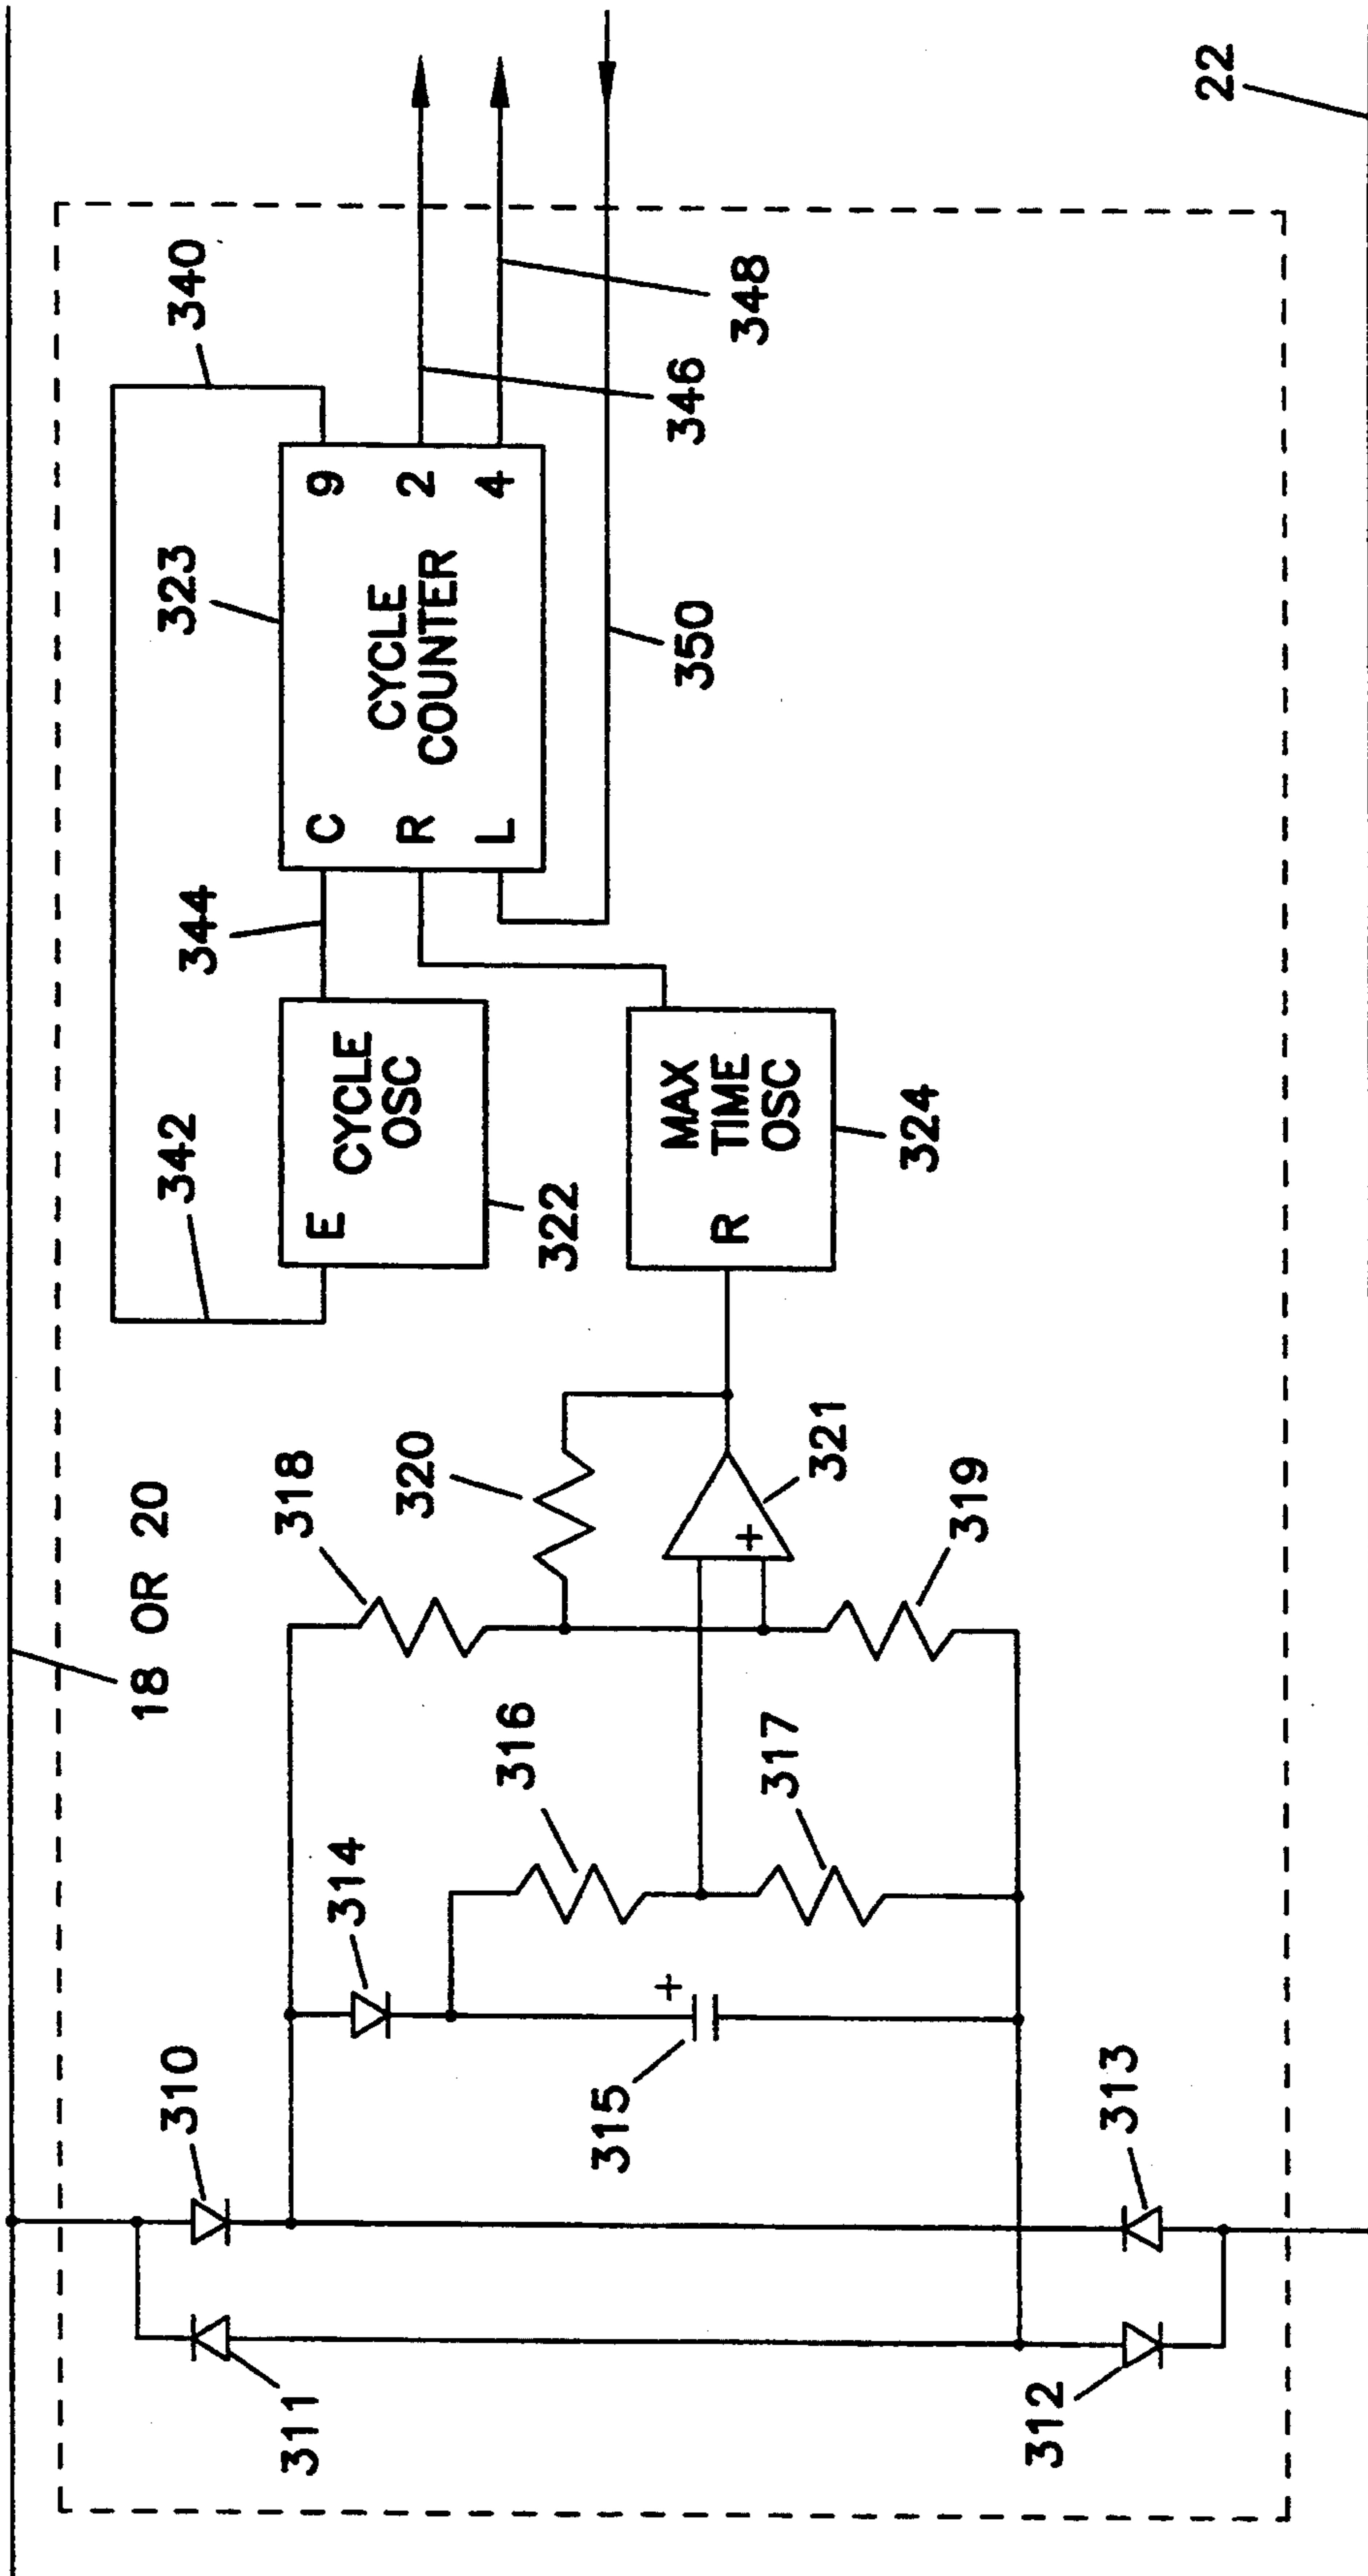 18 OR 20
22
310
311
312
313
314
315
+
316
317
318
319
320
321
+
342
344
340
E
CYCLE
OSC
322
323
C
R
L
CYCLE
COUNTER
9
2
4
346
348
350
R
MAX
TIME
OSC
324